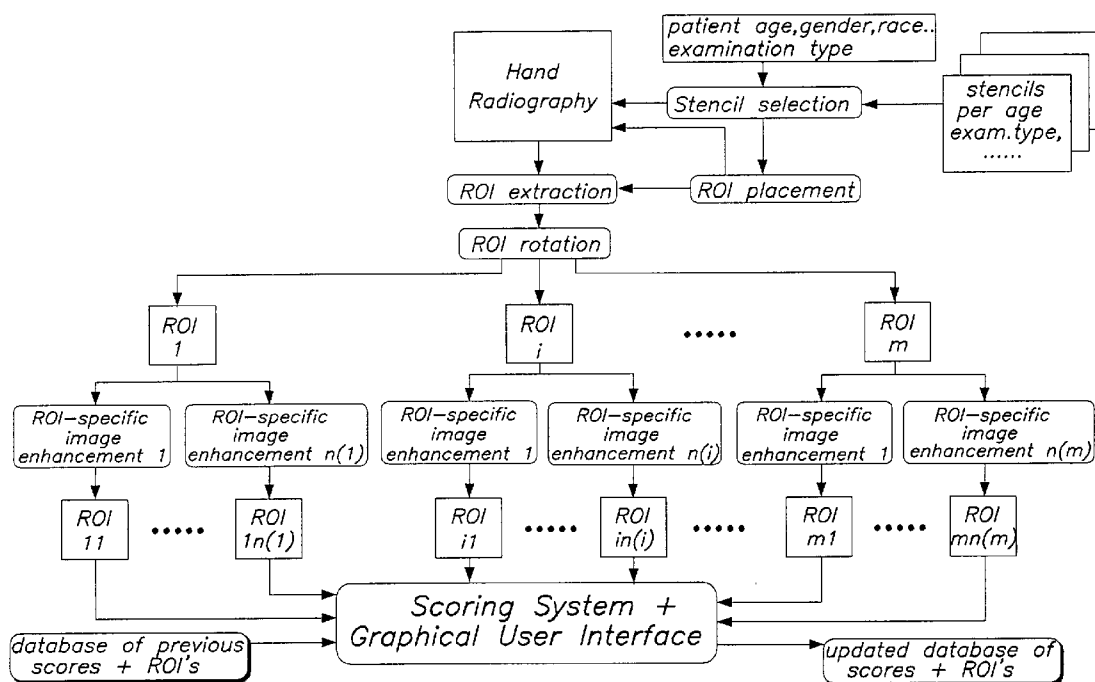 patient age,gender,race..
examination type
Hand
Radiography
Stencil selection
stencils
per age
exam.type,
......
ROI extraction
ROI placement
ROI rotation
ROI
1
ROI
i
.....
ROI
m
ROI-specific
image
enhancement 1
ROI-specific
image
enhancement n(1)
ROI-specific
image
enhancement 1
ROI-specific
image
enhancement n(i)
ROI-specific
image
enhancement 1
ROI-specific
image
enhancement n(m)
ROI
11
.....
ROI
1n(1)
ROI
i1
.....
ROI
in(i)
.....
ROI
m1
.....
ROI
mn(m)
Scoring System +
Graphical User Interface
database of previous
scores + ROI's
updated database of
scores + ROI's